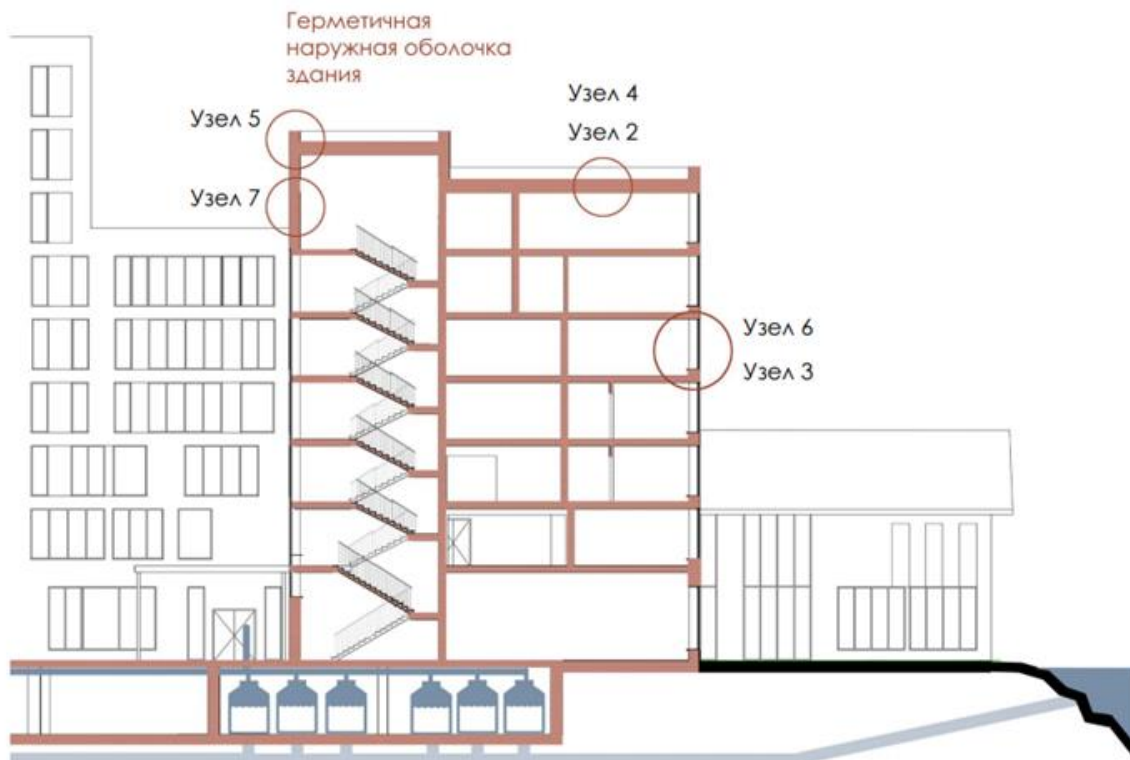 Герметичная
наружная оболочка
здания
Узел 4
Узел 5
Узел 2
Узел 7
Узел 6
Узел 3